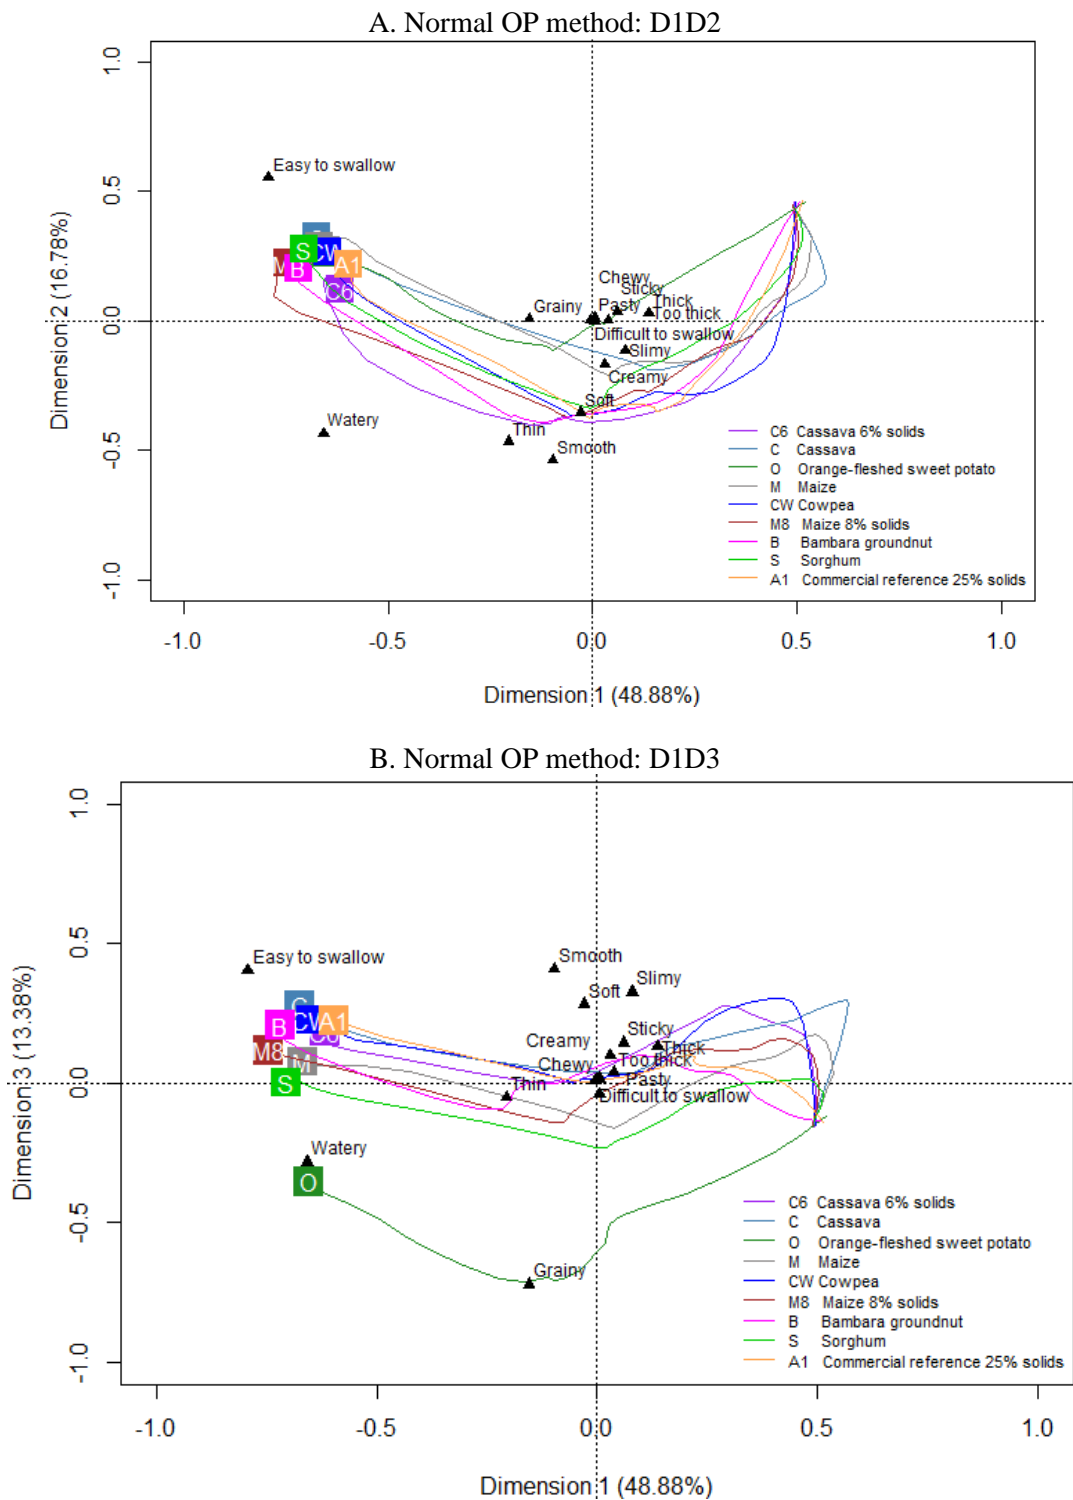 A. Normal OP method: D1D2
1.0
0.5
0.0
-0.5
-1.0
Dimension 2 (16.78%)
Easy to swallow
S
CW
A1
M
B
C6
Chewy
Sticky
Grainy
Pasty
Thick
Too thick
Difficult to swallow
Slimy
Creamy
Soft
Watery
Thin
Smooth
C6 Cassava 6% solids
C Cassava
O Orange-fleshed sweet potato
M Maize
CW Cowpea
M8 Maize 8% solids
B Bambara groundnut
S Sorghum
A1 Commercial reference 25% solids
-1.0 -0.5 0.0 0.5 1.0
Dimension 1 (48.88%)
B. Normal OP method: D1D3
1.0
0.5
0.0
-0.5
-1.0
Dimension 3 (13.38%)
Easy to swallow
Smooth
Soft
Slimy
C
B
CW
A1
C6
M8
M
S
Sticky
Creamy
Thick
Chewy
Too thick
Pasty
Thin
Difficult to swallow
Watery
O
Grainy
C6 Cassava 6% solids
C Cassava
O Orange-fleshed sweet potato
M Maize
CW Cowpea
M8 Maize 8% solids
B Bambara groundnut
S Sorghum
A1 Commercial reference 25% solids
-1.0 -0.5 0.0 0.5 1.0
Dimension 1 (48.88%)